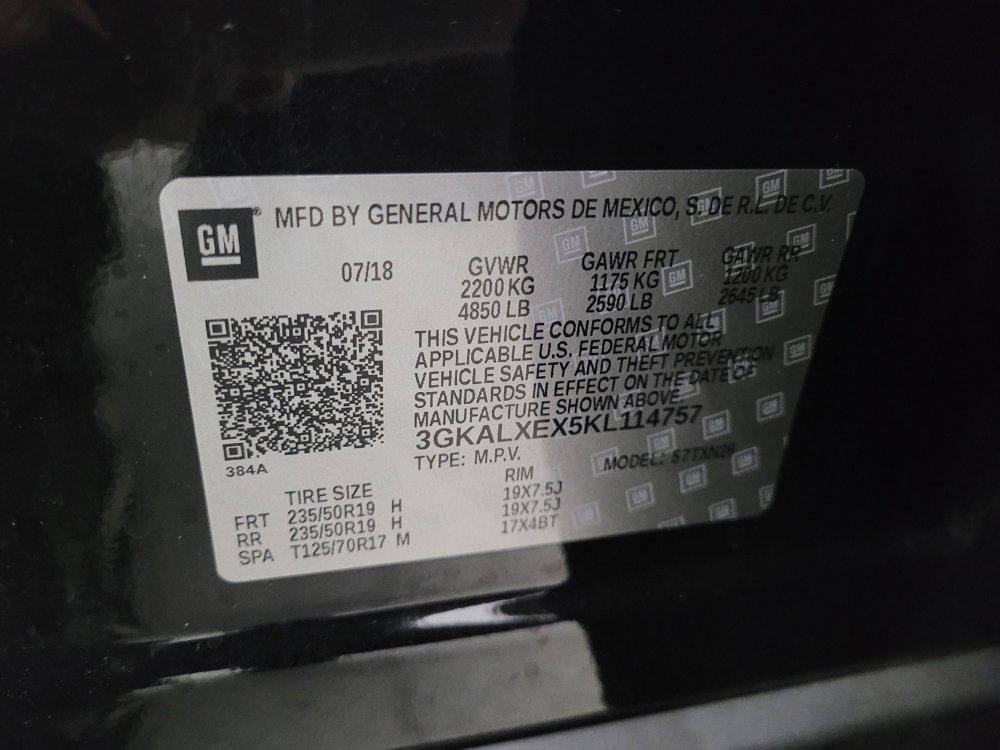 GM® MFD BY GENERAL MOTORS DE MEXICO, S. DE R.L. DE C.V.
07/18
GVWR GAWR FRT GAWR RR
2200 KG 1175 KG 1200 KG
4850 LB 2590 LB 2645 LB
THIS VEHICLE CONFORMS TO ALL
APPLICABLE U.S. FEDERAL MOTOR
VEHICLE SAFETY AND THEFT PREVENTION
STANDARDS IN EFFECT ON THE DATE OF
MANUFACTURE SHOWN ABOVE.
3GKALXEX5KL114757
TYPE: M.P.V. MODEL:
384A
TIRE SIZE RIM
FRT 235/50R19 H 19X7.5J
RR 235/50R19 H 19X7.5J
SPA T125/70R17 M 17X4BT